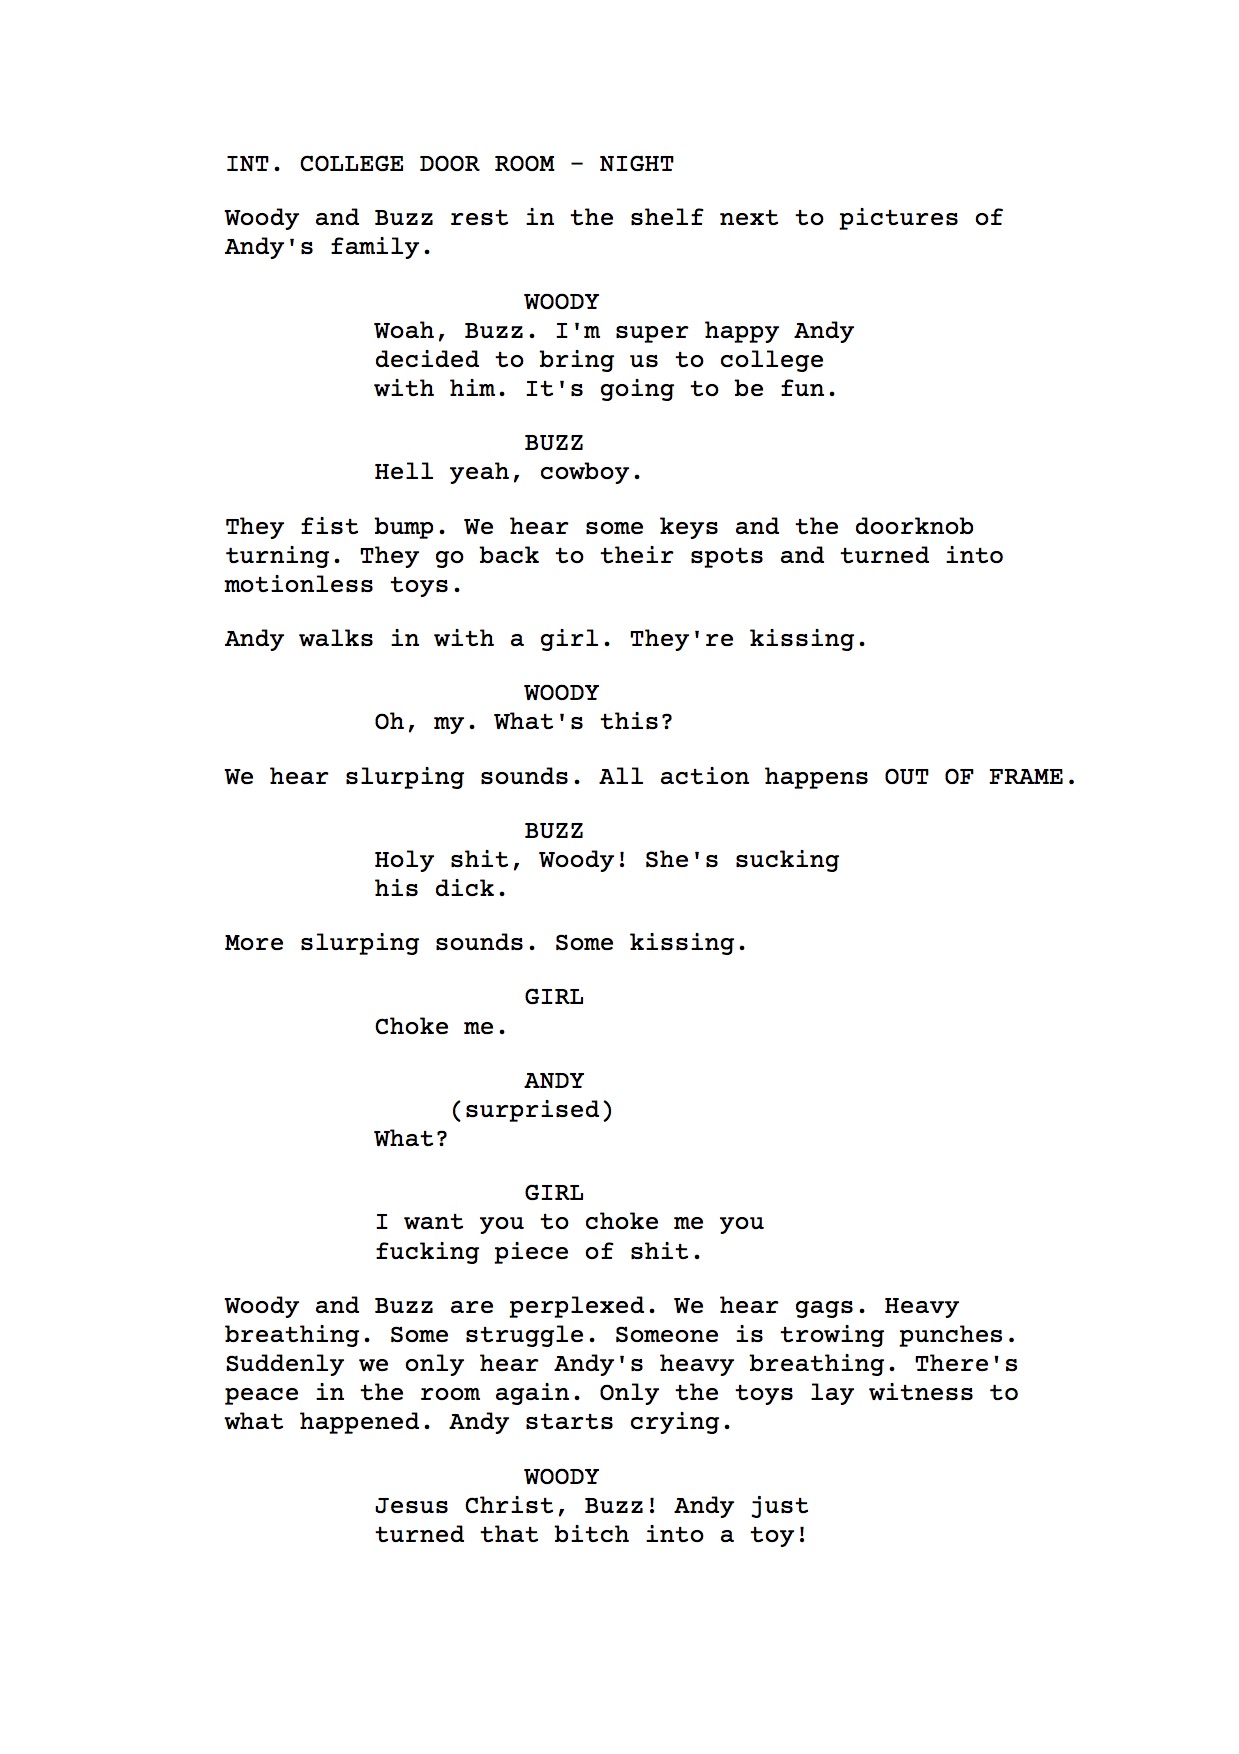 INT. COLLEGE DOOR ROOM - NIGHT
Woody and Buzz rest in the shelf next to pictures of
Andy's family.
WOODY
Woah, Buzz. I'm super happy Andy
decided to bring us to college
with him. It's going to be fun.
BUZZ
Hell yeah, cowboy.
They fist bump. We hear some keys and the doorknob
turning. They go back to their spots and turned into
motionless toys.
Andy walks in with a girl. They're kissing.
WOODY
Oh, my. What's this?
We hear slurping sounds. All action happens OUT OF FRAME.
BUZZ
Holy shit, Woody! She's sucking
his dick.
More slurping sounds. Some kissing.
GIRL
Choke me.
ANDY
(surprised)
What?
GIRL
I want you to choke me you
fucking piece of shit.
Woody and Buzz are perplexed. We hear gags. Heavy
breathing. Some struggle. Someone is trowing punches.
Suddenly we only hear Andy's heavy breathing. There's
peace in the room again. Only the toys lay witness to
what happened. Andy starts crying.
WOODY
Jesus Christ, Buzz! Andy just
turned that bitch into a toy!